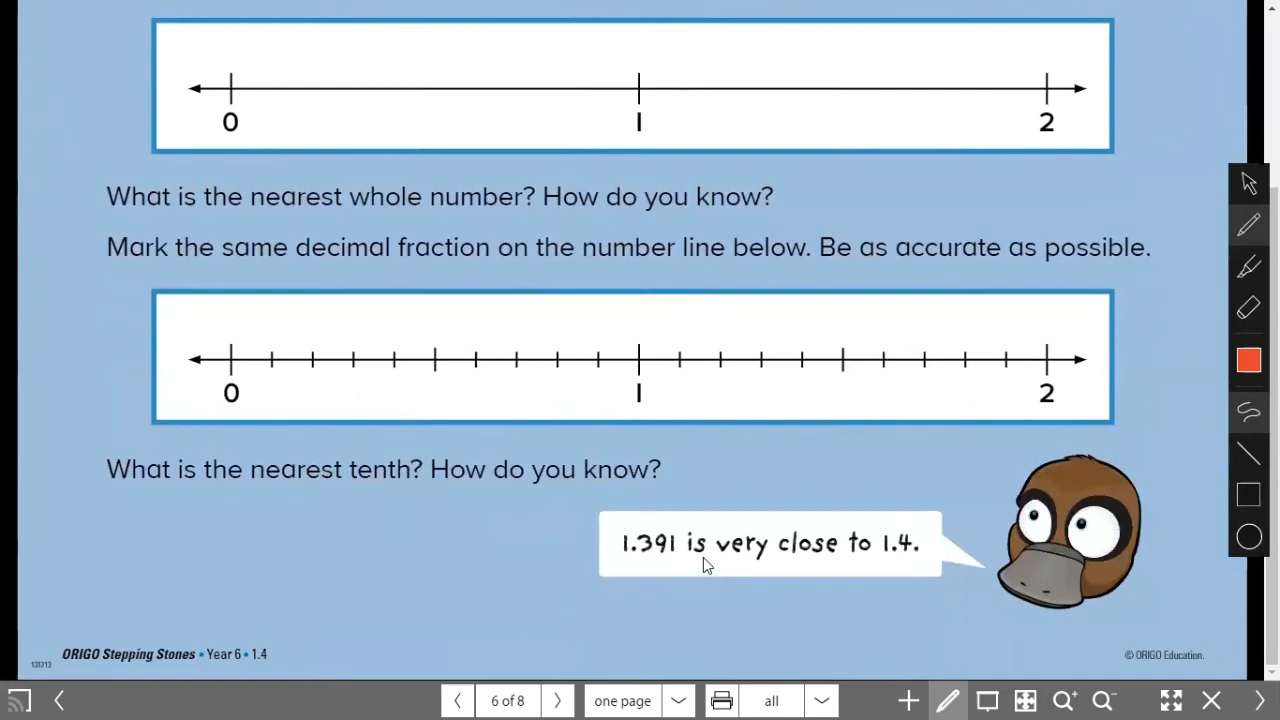 0 1 2
What is the nearest whole number? How do you know?
Mark the same decimal fraction on the number line below. Be as accurate as possible.
0 1 2
What is the nearest tenth? How do you know?
1.391 is very close to 1.4.
131213
ORIGO Stepping Stones • Year 6 • 1.4
© ORIGO Education.
6 of 8 one page all